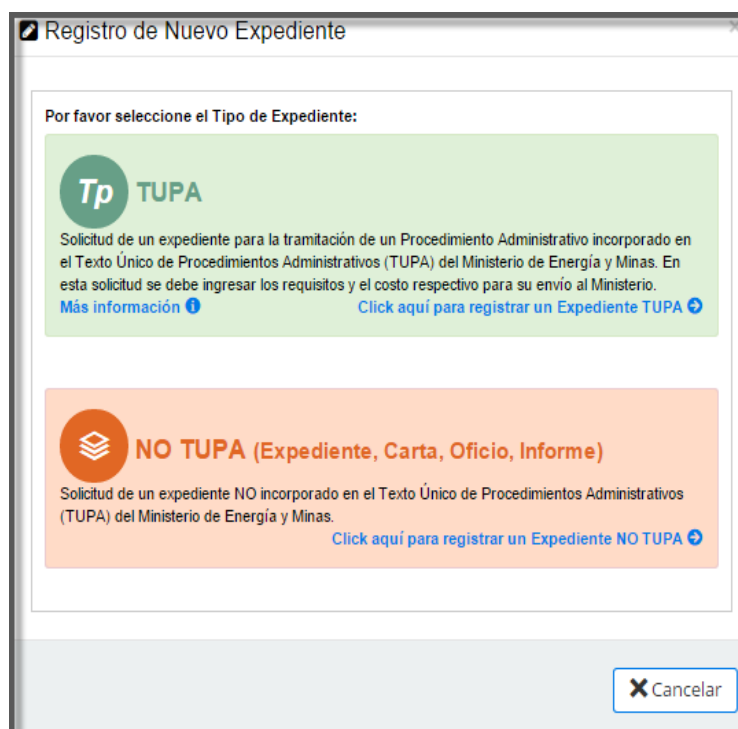 Registro de Nuevo Expediente
×
Por favor seleccione el Tipo de Expediente:
Tp TUPA
Solicitud de un expediente para la tramitación de un Procedimiento Administrativo incorporado en
el Texto Único de Procedimientos Administrativos (TUPA) del Ministerio de Energía y Minas. En
esta solicitud se debe ingresar los requisitos y el costo respectivo para su envío al Ministerio.
Más información Click aquí para registrar un Expediente TUPA
NO TUPA (Expediente, Carta, Oficio, Informe)
Solicitud de un expediente NO incorporado en el Texto Único de Procedimientos Administrativos
(TUPA) del Ministerio de Energía y Minas.
Click aquí para registrar un Expediente NO TUPA
Cancelar